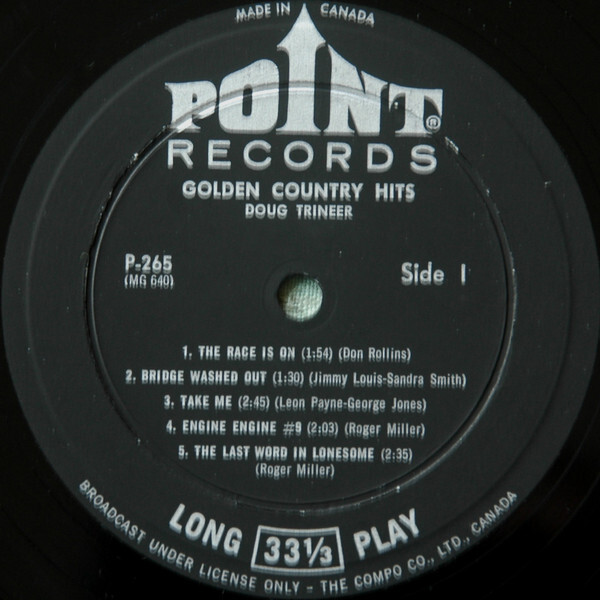 MADE IN CANADA
POINT®
RECORDS
GOLDEN COUNTRY HITS
DOUG TRINEER
P-265
(MG 640)
Side I
1. THE RACE IS ON (1:54) (Don Rollins)
2. BRIDGE WASHED OUT (1:30) (Jimmy Louis-Sandra Smith)
3. TAKE ME (2:45) (Leon Payne-George Jones)
4. ENGINE ENGINE #9 (2:03) (Roger Miller)
5. THE LAST WORD IN LONESOME (2:35)
(Roger Miller)
LONG 33⅓ PLAY
BROADCAST UNDER LICENSE ONLY - THE COMPO CO., LTD., CANADA